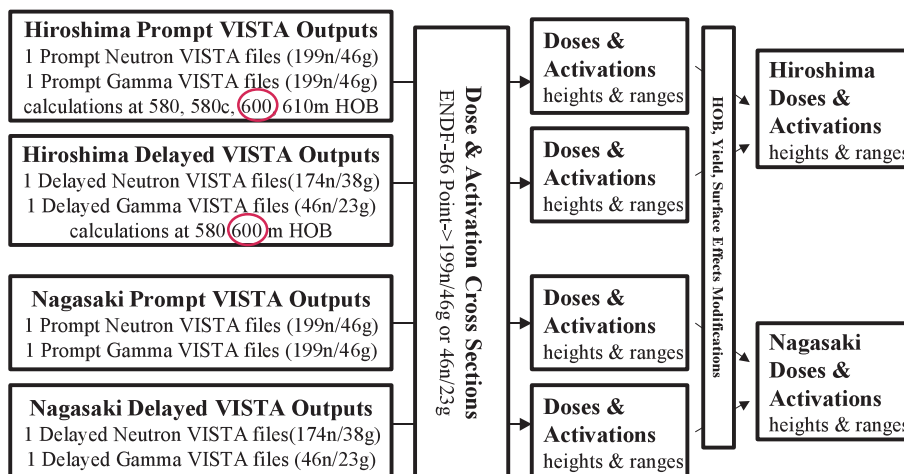 Hiroshima Prompt VISTA Outputs
1 Prompt Neutron VISTA files (199n/46g)
1 Prompt Gamma VISTA files (199n/46g)
calculations at 580, 580c, 600, 610m HOB
Hiroshima Delayed VISTA Outputs
1 Delayed Neutron VISTA files(174n/38g)
1 Delayed Gamma VISTA files (46n/23g)
calculations at 580 600 m HOB
Nagasaki Prompt VISTA Outputs
1 Prompt Neutron VISTA files (199n/46g)
1 Prompt Gamma VISTA files (199n/46g)
Nagasaki Delayed VISTA Outputs
1 Delayed Neutron VISTA files(174n/38g)
1 Delayed Gamma VISTA files (46n/23g)
Dose & Activation Cross Sections
ENDF-B6 Point->199n/46g or 46n/23g
Doses &
Activations
heights & ranges
Doses &
Activations
heights & ranges
Doses &
Activations
heights & ranges
Doses &
Activations
heights & ranges
HOB, Yield, Surface Effects Modifications
Hiroshima
Doses &
Activations
heights & ranges
Nagasaki
Doses &
Activations
heights & ranges